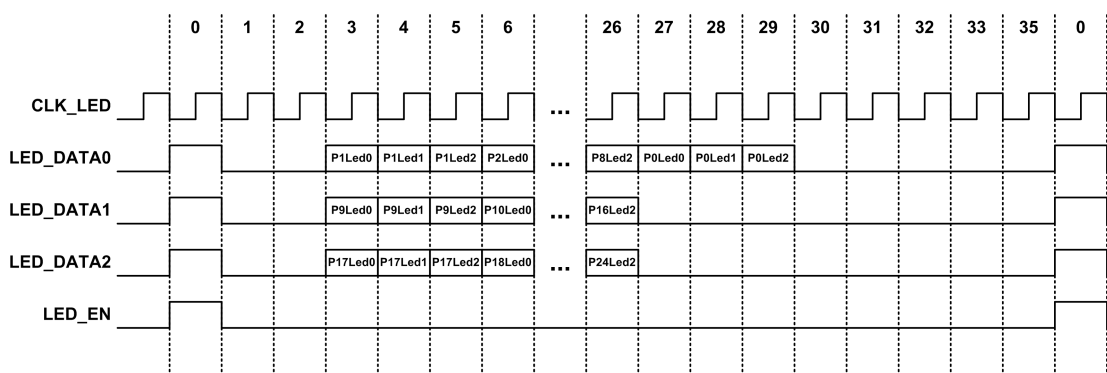 0 1 2 3 4 5 6 26 27 28 29 30 31 32 33 35 0
CLK_LED ...
LED_DATA0 P1Led0 P1Led1 P1Led2 P2Led0 ... P8Led2 P0Led0 P0Led1 P0Led2
LED_DATA1 P9Led0 P9Led1 P9Led2 P10Led0 ... P16Led2
LED_DATA2 P17Led0 P17Led1 P17Led2 P18Led0 ... P24Led2
LED_EN